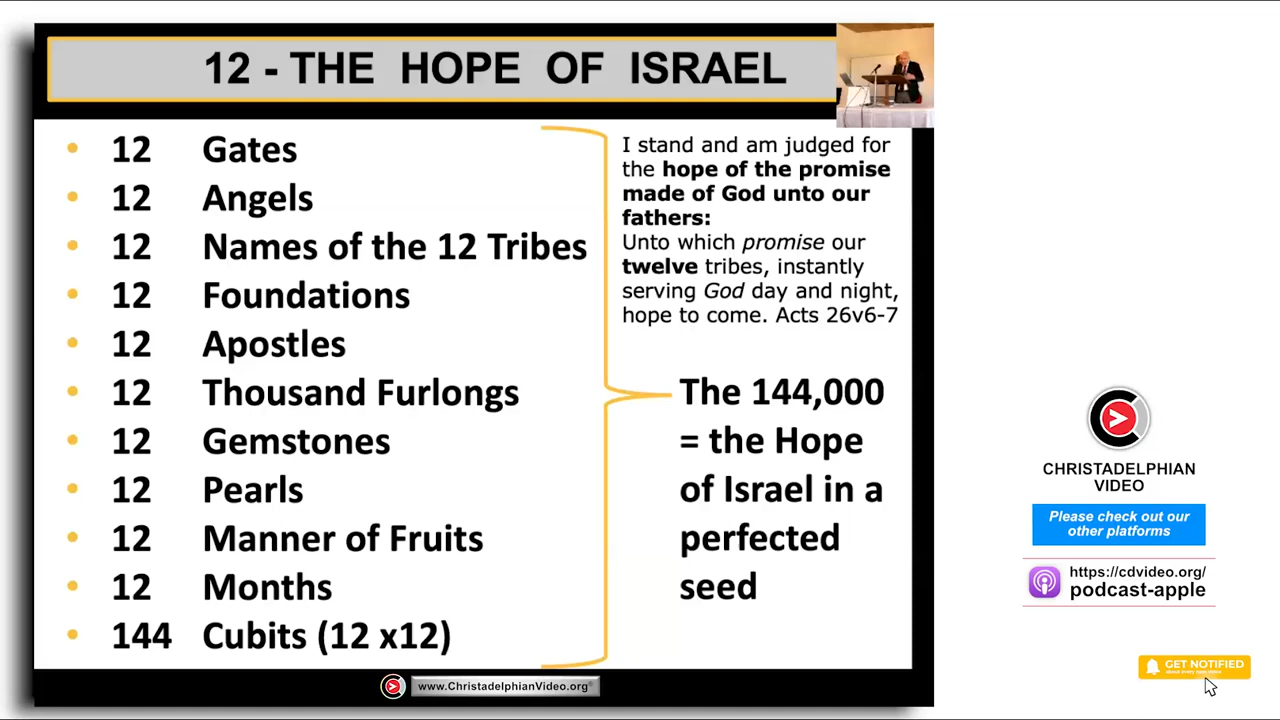 12 - THE HOPE OF ISRAEL
• 12 Gates
• 12 Angels
• 12 Names of the 12 Tribes
• 12 Foundations
• 12 Apostles
• 12 Thousand Furlongs
• 12 Gemstones
• 12 Pearls
• 12 Manner of Fruits
• 12 Months
• 144 Cubits (12 x12)
I stand and am judged for
the hope of the promise
made of God unto our
fathers:
Unto which promise our
twelve tribes, instantly
serving God day and night,
hope to come. Acts 26v6-7
The 144,000
= the Hope
of Israel in a
perfected
seed
www.ChristadelphianVideo.org
CHRISTADELPHIAN
VIDEO
Please check out our
other platforms
https://cdvideo.org/
podcast-apple
GET NOTIFIED
about every new video